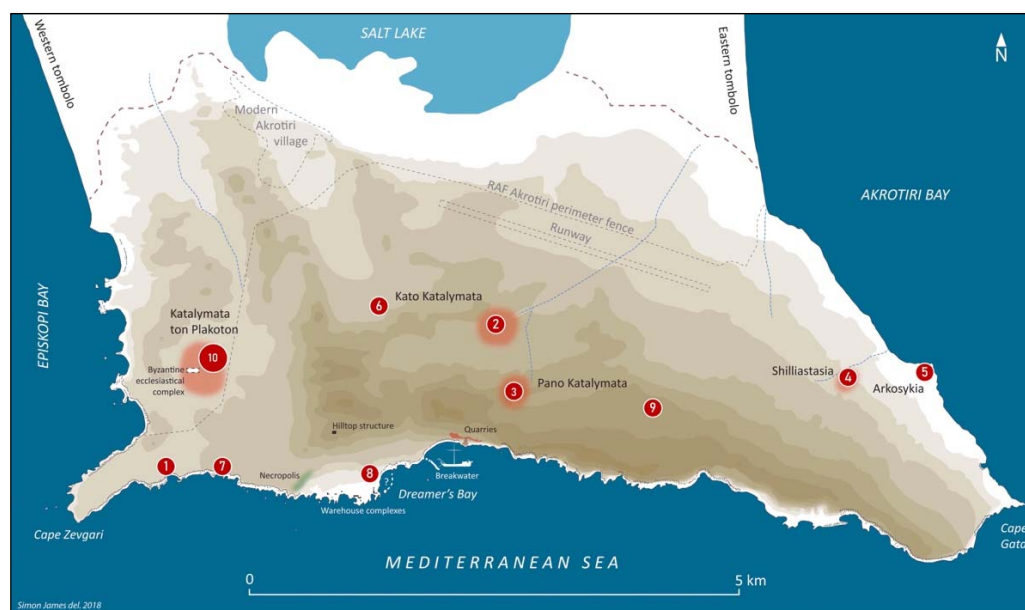 SALT LAKE
N
Western tombolo
Eastern tombolo
Modern
Akrotiri
village
AKROTIRI BAY
RAF Akrotiri perimeter fence
Runway
EPISKOPI BAY
6
Kato Katalymata
2
Katalymata
ton Plakoton
10
Byzantine
ecclesiastical
complex
3
Pano Katalymata
9
Shilliastasia
4
5
Arkosykia
Hilltop structure
Quarries
1
7
Necropolis
8
?
Breakwater
Dreamer's Bay
Warehouse complexes
Cape Zevgari
Cape
Gata
MEDITERRANEAN SEA
0
5 km
Simon James del. 2018